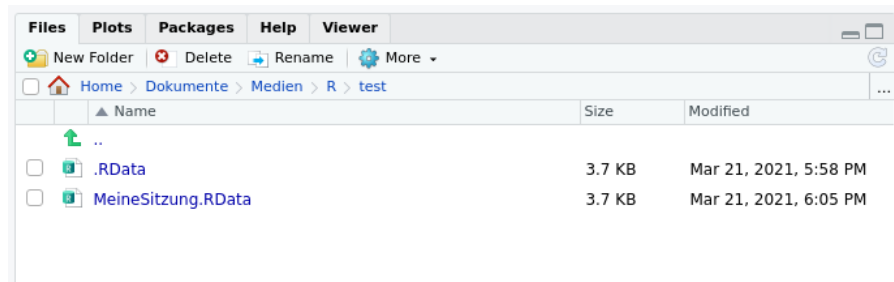 Files Plots Packages Help Viewer
New Folder Delete Rename More
Home > Dokumente > Medien > R > test ...
Name Size Modified
..
.RData 3.7 KB Mar 21, 2021, 5:58 PM
MeineSitzung.RData 3.7 KB Mar 21, 2021, 6:05 PM